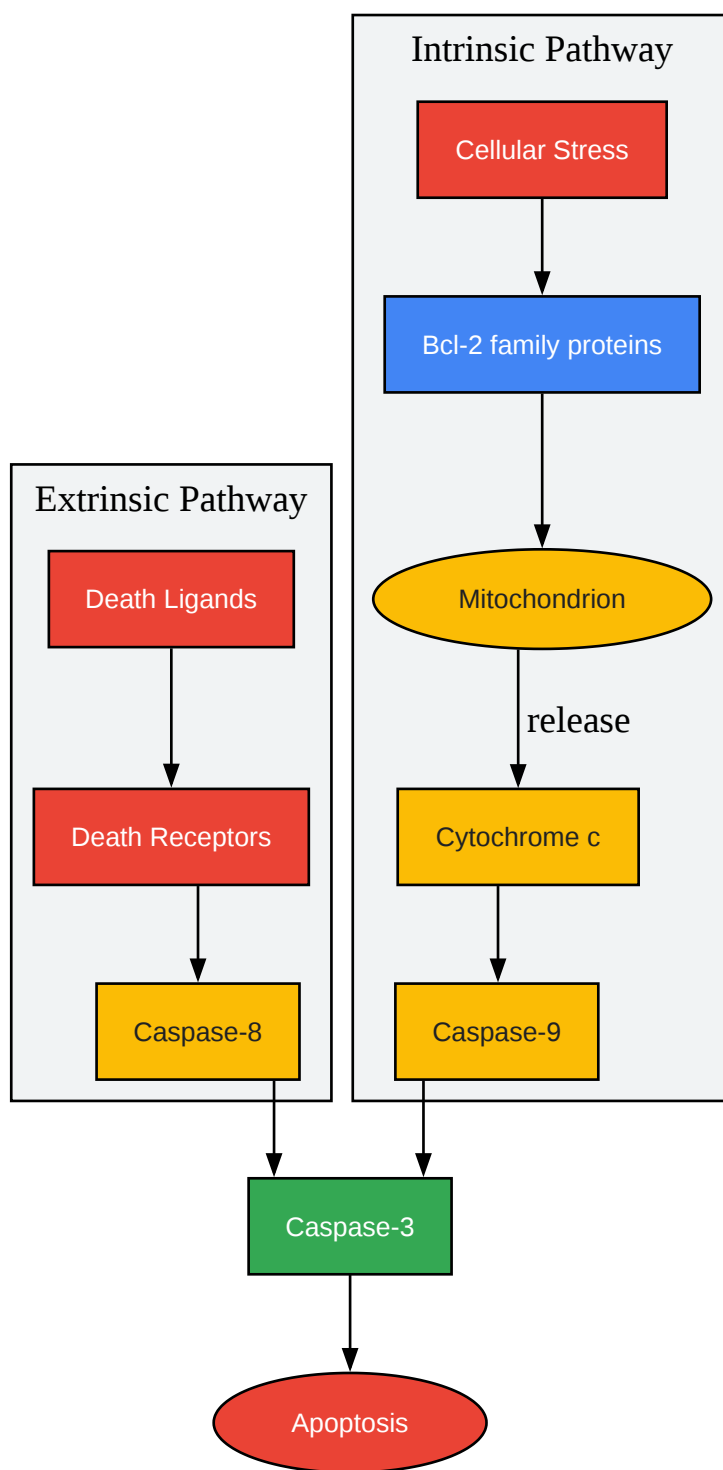 Intrinsic Pathway
Cellular Stress
Bcl-2 family proteins
Extrinsic Pathway
Death Ligands
Mitochondrion
release
Death Receptors
Cytochrome c
Caspase-8
Caspase-9
Caspase-3
Apoptosis